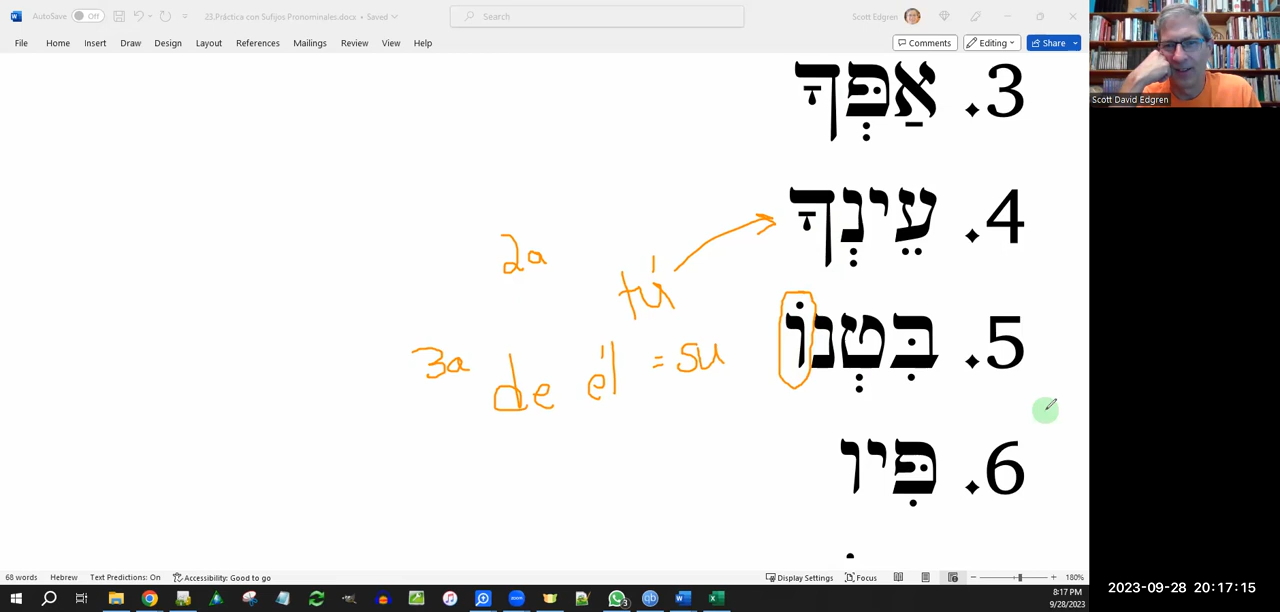 AutoSave Off 23.Práctica con Sufijos Pronominales.docx • Saved Search Scott Edgren
File Home Insert Draw Design Layout References Mailings Review View Help Comments Editing Share
Scott David Edgren
3. אַפְּךָ
4. עֵינְךָ
2a
tú
5. בִּטְנוֹ
3a de él = su
6. פִּיו
68 words Hebrew Text Predictions: On Accessibility: Good to go Display Settings Focus 180%
3
8:17 PM
9/28/2023
2023-09-28 20:17:15